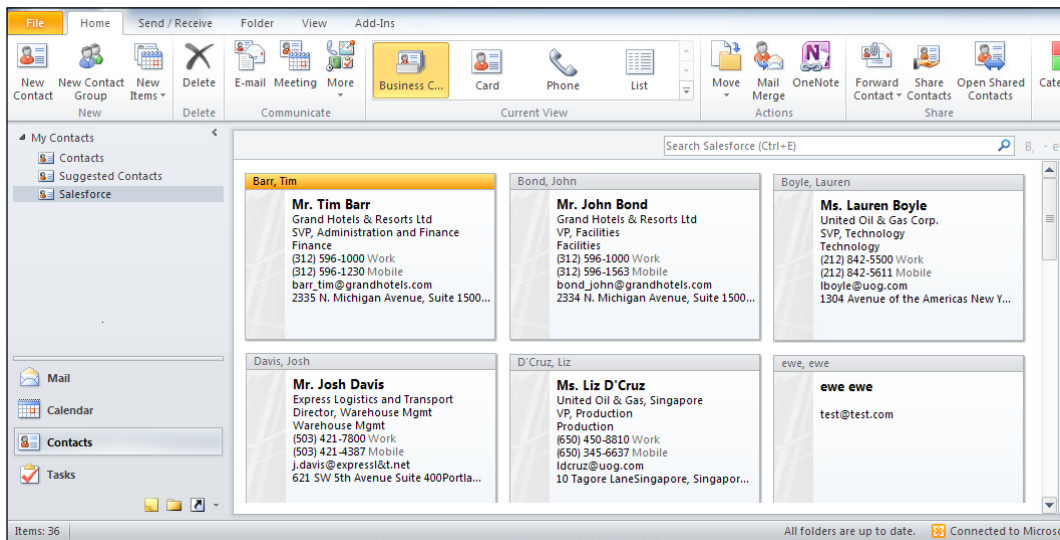 File Home Send / Receive Folder View Add-Ins
New Contact
New Contact Group
New Items
Delete
E-mail
Meeting
More
Business C...
Card
Phone
List
Move
Mail Merge
OneNote
Forward Contact
Share Contacts
Open Shared Contacts
Cate
New
Delete
Communicate
Current View
Actions
Share
My Contacts
Contacts
Suggested Contacts
Salesforce
Mail
Calendar
Contacts
Tasks
Search Salesforce (Ctrl+E)
B, - e
Barr, Tim
Mr. Tim Barr
Grand Hotels & Resorts Ltd
SVP, Administration and Finance
Finance
(312) 596-1000 Work
(312) 596-1230 Mobile
barr_tim@grandhotels.com
2335 N. Michigan Avenue, Suite 1500...
Bond, John
Mr. John Bond
Grand Hotels & Resorts Ltd
VP, Facilities
Facilities
(312) 596-1000 Work
(312) 596-1563 Mobile
bond_john@grandhotels.com
2334 N. Michigan Avenue, Suite 1500...
Boyle, Lauren
Ms. Lauren Boyle
United Oil & Gas Corp.
SVP, Technology
Technology
(212) 842-5500 Work
(212) 842-5611 Mobile
lboyle@uog.com
1304 Avenue of the Americas New Y...
Davis, Josh
Mr. Josh Davis
Express Logistics and Transport
Director, Warehouse Mgmt
Warehouse Mgmt
(503) 421-7800 Work
(503) 421-4387 Mobile
j.davis@expressl&t.net
621 SW 5th Avenue Suite 400Portla...
D'Cruz, Liz
Ms. Liz D'Cruz
United Oil & Gas, Singapore
VP, Production
Production
(650) 450-8810 Work
(650) 345-6637 Mobile
ldcruz@uog.com
10 Tagore LaneSingapore, Singapor...
ewe, ewe
ewe ewe
test@test.com
Items: 36
All folders are up to date.
Connected to Microso